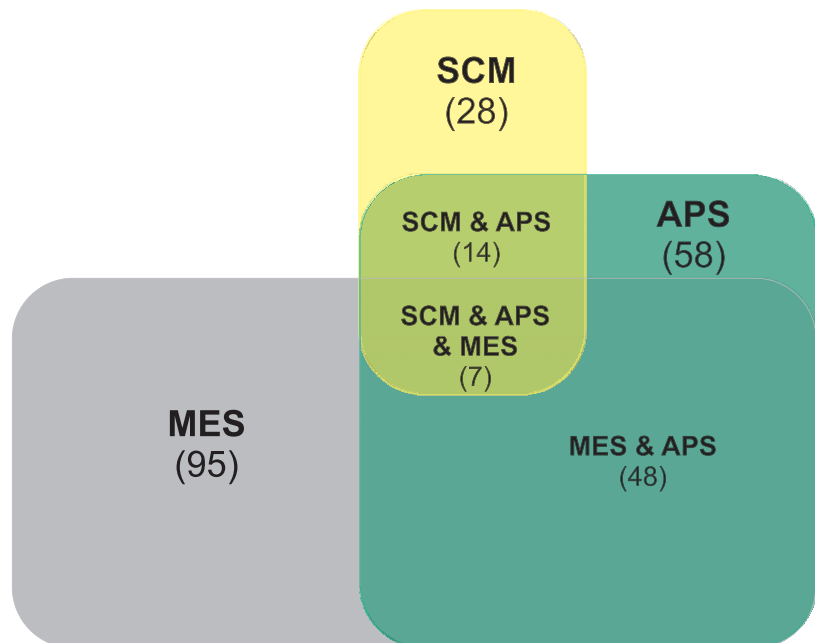 SCM
(28)
SCM & APS
(14)
APS
(58)
SCM & APS
& MES
(7)
MES
(95)
MES & APS
(48)